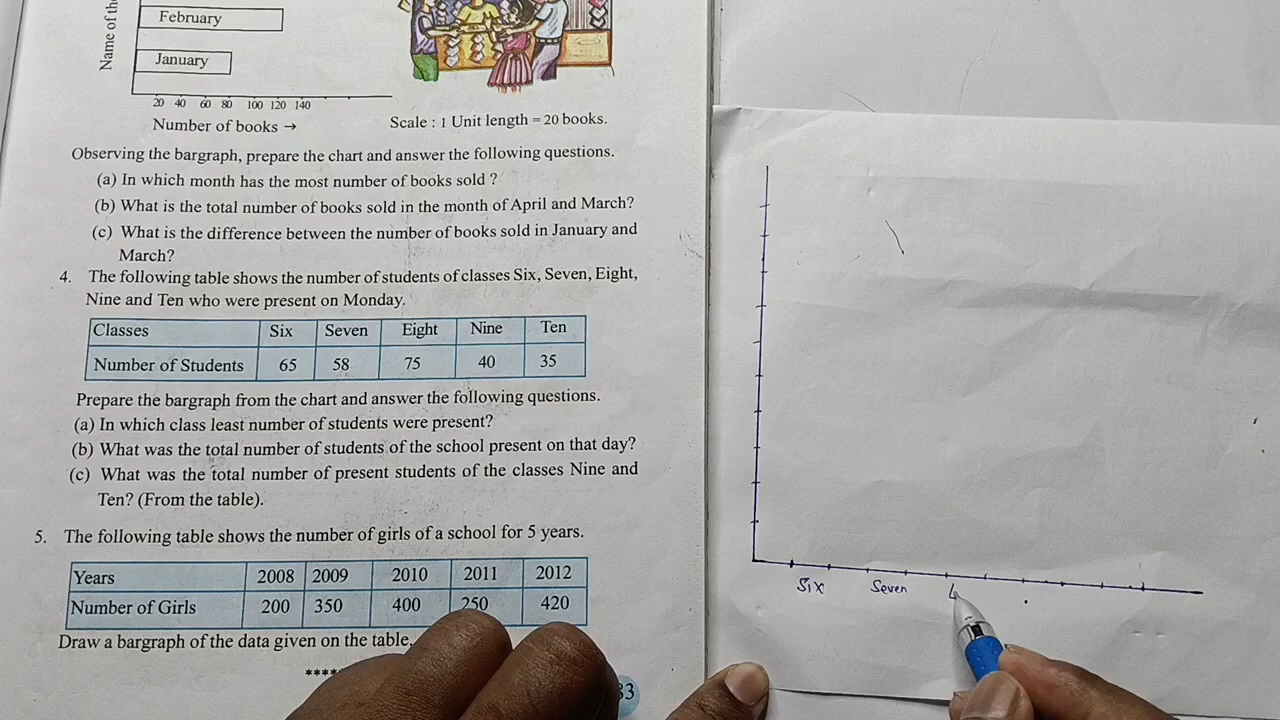 Name of the
February
January
20 40 60 80 100 120 140
Number of books →
Scale : 1 Unit length = 20 books.
Observing the bargraph, prepare the chart and answer the following questions.
(a) In which month has the most number of books sold ?
(b) What is the total number of books sold in the month of April and March?
(c) What is the difference between the number of books sold in January and
March?
4. The following table shows the number of students of classes Six, Seven, Eight,
Nine and Ten who were present on Monday.
Classes Six Seven Eight Nine Ten
Number of Students 65 58 75 40 35
Prepare the bargraph from the chart and answer the following questions.
(a) In which class least number of students were present?
(b) What was the total number of students of the school present on that day?
(c) What was the total number of present students of the classes Nine and
Ten? (From the table).
5. The following table shows the number of girls of a school for 5 years.
Years 2008 2009 2010 2011 2012
Number of Girls 200 350 400 250 420
Draw a bargraph of the data given on the table.
****
33
Six Seven